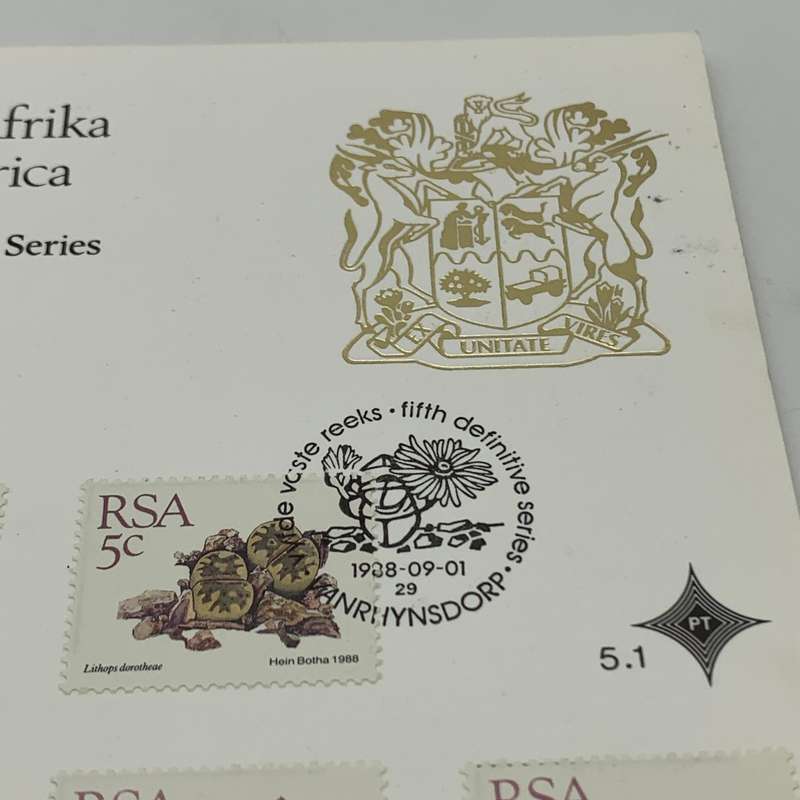 frika
rica
Series
EX UNITATE VIRES
vaste reeks · fifth definitive series ·
1988-09-01
29
VANRHYNSDORP ·
RSA
5c
Lithops dorotheae
Hein Botha 1988
PT
5.1
RSA
RSA